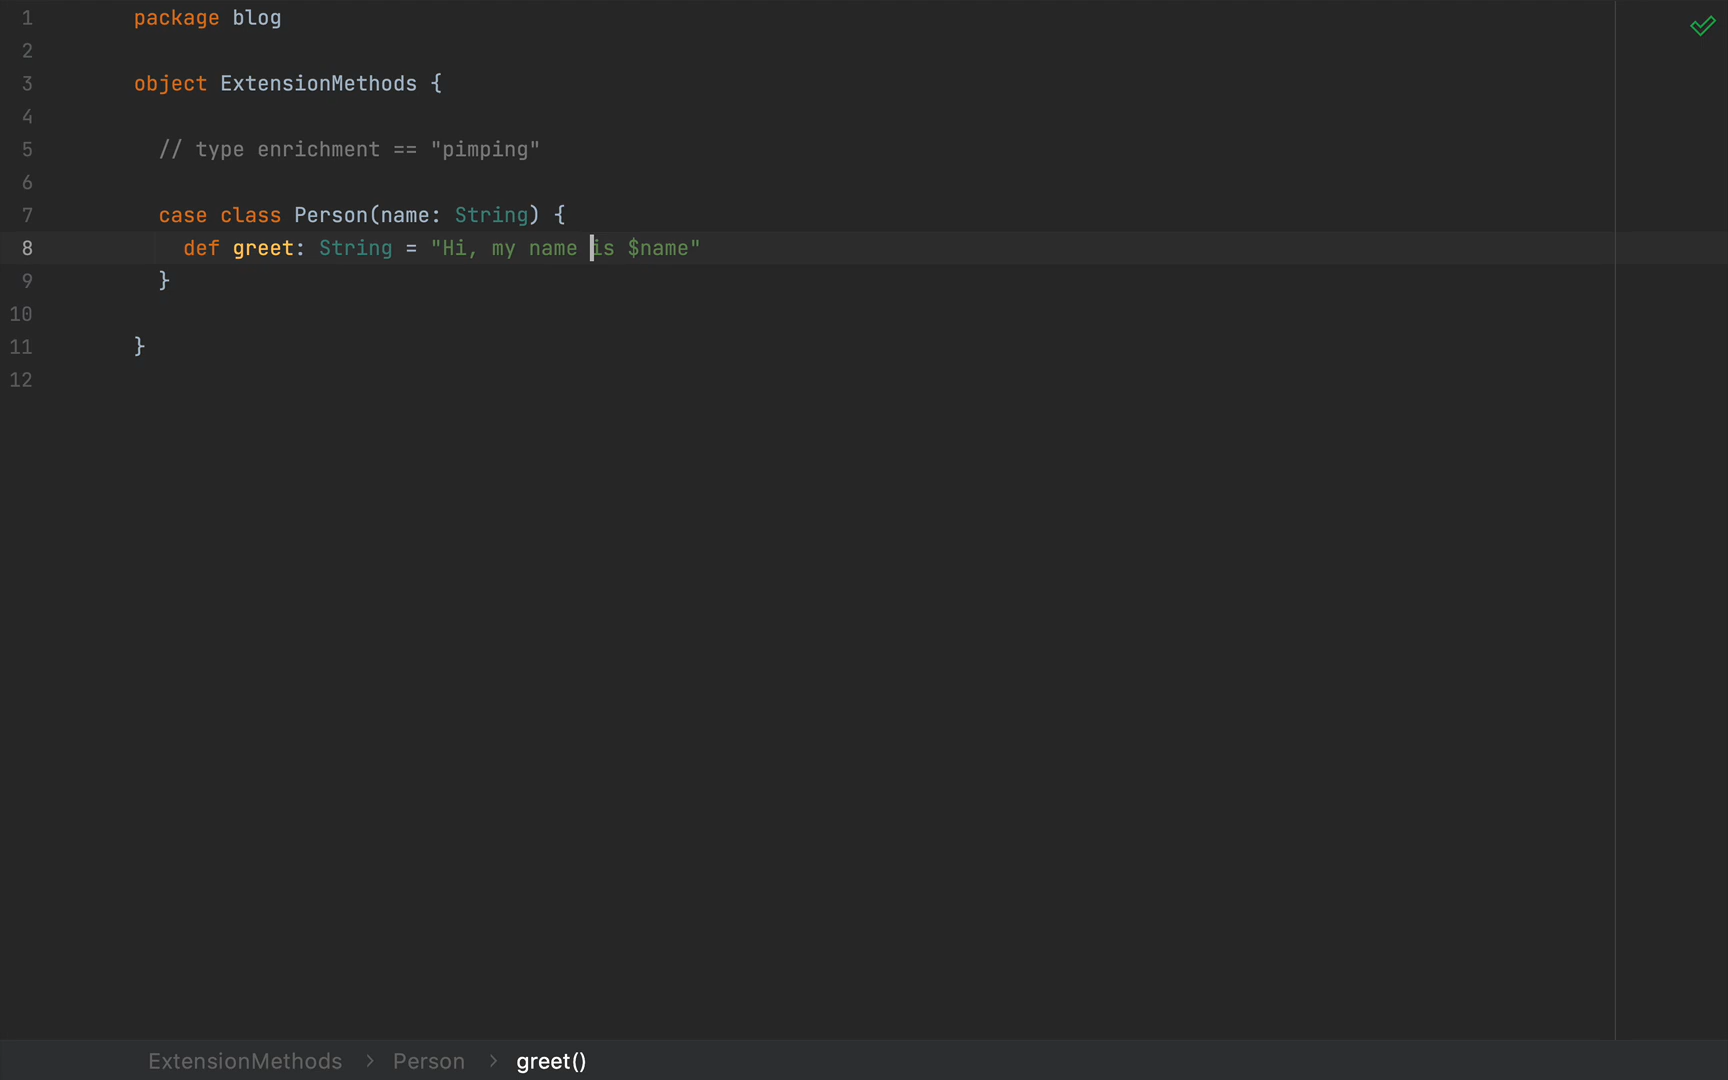 1 package blog
2
3 object ExtensionMethods {
4
5 // type enrichment == "pimping"
6
7 case class Person(name: String) {
8 def greet: String = "Hi, my name is $name"
9 }
10
11 }
12
ExtensionMethods > Person > greet()